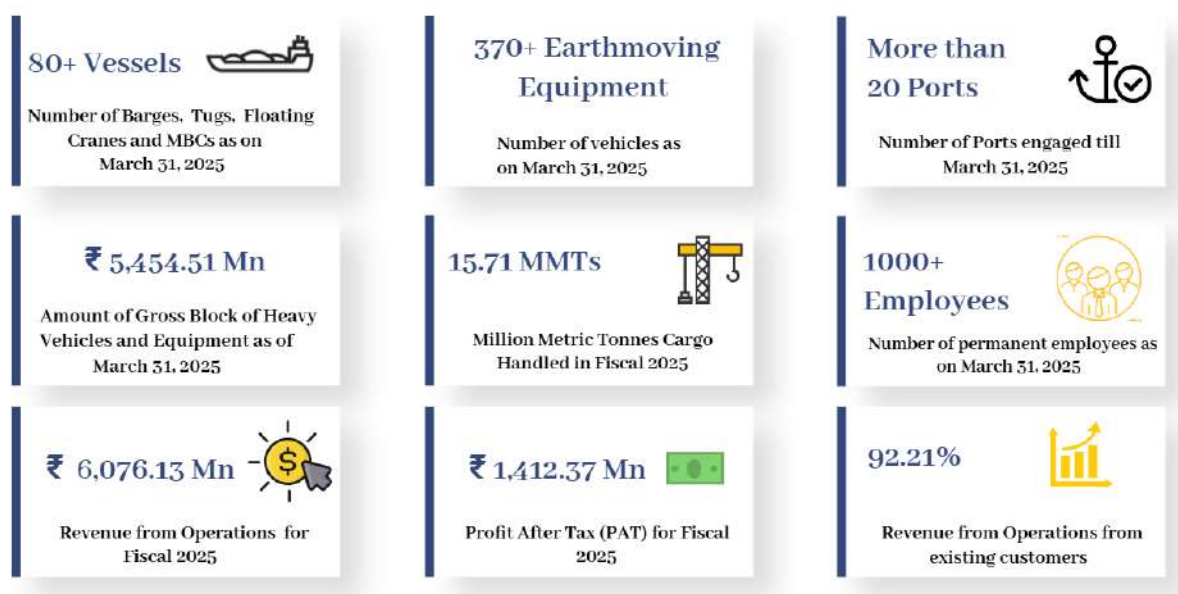 80+ Vessels
Number of Barges, Tugs, Floating
Cranes and MBCs as on
March 31, 2025
370+ Earthmoving
Equipment
Number of vehicles as
on March 31, 2025
More than
20 Ports
Number of Ports engaged till
March 31, 2025
₹ 5,454.51 Mn
Amount of Gross Block of Heavy
Vehicles and Equipment as of
March 31, 2025
15.71 MMTs
Million Metric Tonnes Cargo
Handled in Fiscal 2025
1000+
Employees
Number of permanent employees as
on March 31, 2025
₹ 6,076.13 Mn
$
Revenue from Operations for
Fiscal 2025
₹ 1,412.37 Mn
Profit After Tax (PAT) for Fiscal
2025
92.21%
Revenue from Operations from
existing customers